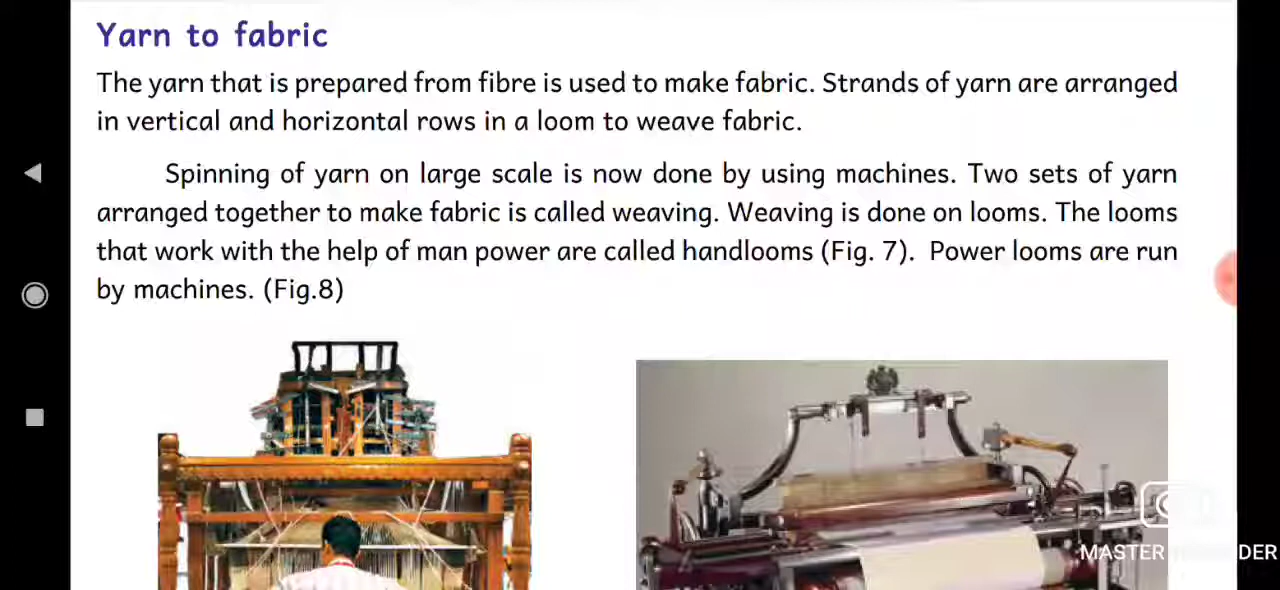 Yarn to fabric
The yarn that is prepared from fibre is used to make fabric. Strands of yarn are arranged
in vertical and horizontal rows in a loom to weave fabric.
Spinning of yarn on large scale is now done by using machines. Two sets of yarn
arranged together to make fabric is called weaving. Weaving is done on looms. The looms
that work with the help of man power are called handlooms (Fig. 7). Power looms are run
by machines. (Fig.8)
MASTER